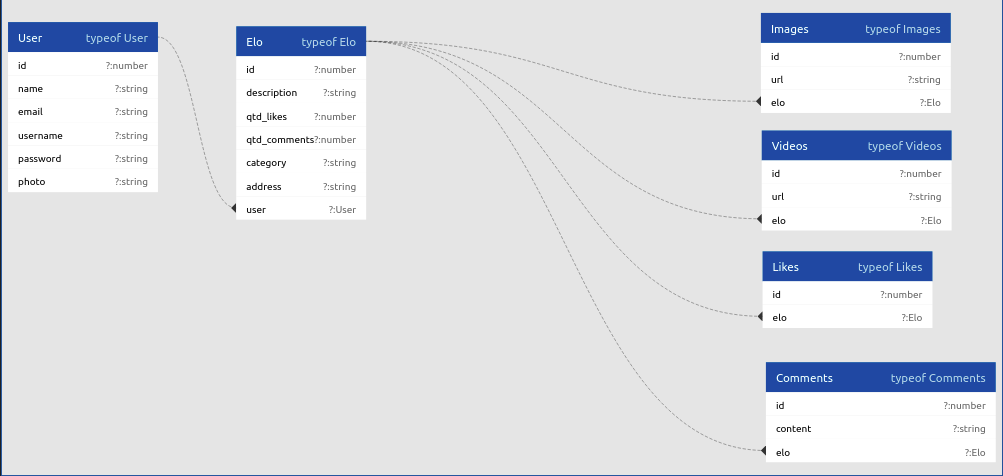 User typeof User
id ?:number
name ?:string
email ?:string
username ?:string
password ?:string
photo ?:string
Elo typeof Elo
id ?:number
description ?:string
qtd_likes ?:number
qtd_comments?:number
category ?:string
address ?:string
user ?:User
Images typeof Images
id ?:number
url ?:string
elo ?:Elo
Videos typeof Videos
id ?:number
url ?:string
elo ?:Elo
Likes typeof Likes
id ?:number
elo ?:Elo
Comments typeof Comments
id ?:number
content ?:string
elo ?:Elo